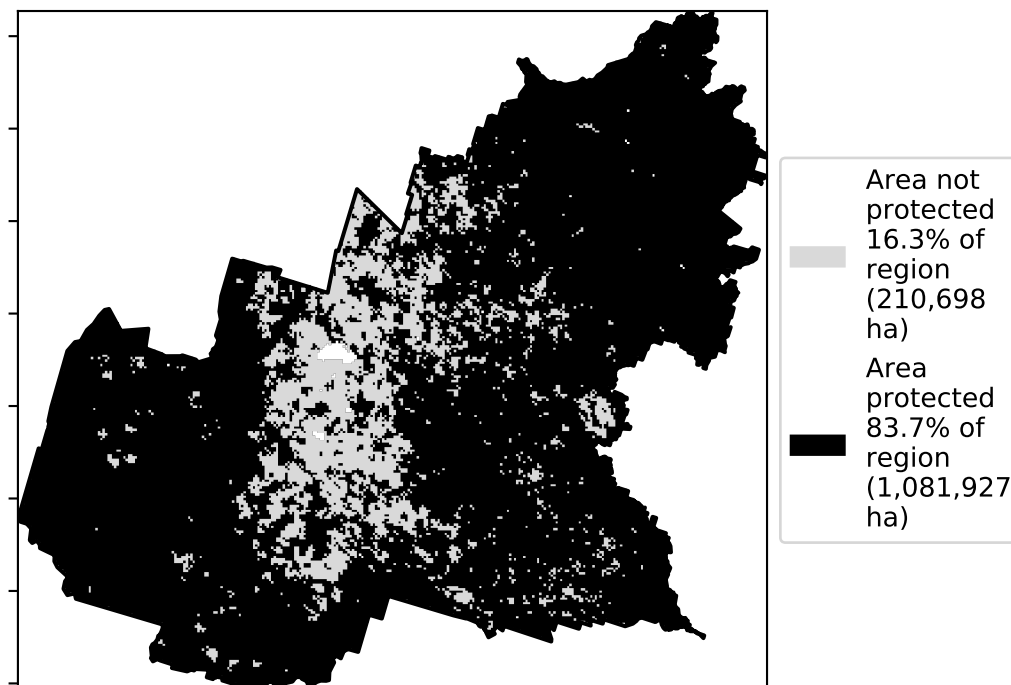 Area not
protected
16.3% of
region
(210,698
ha)
Area
protected
83.7% of
region
(1,081,927
ha)